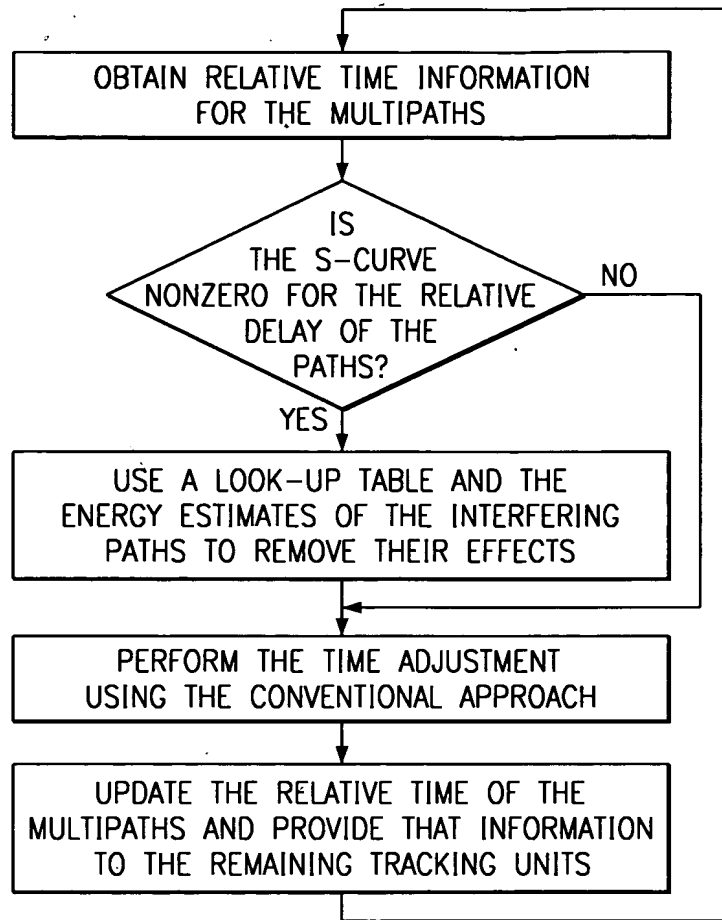 OBTAIN RELATIVE TIME INFORMATION
FOR THE MULTIPATHS
IS
THE S-CURVE
NONZERO FOR THE RELATIVE
DELAY OF THE
PATHS?
NO
YES
USE A LOOK-UP TABLE AND THE
ENERGY ESTIMATES OF THE INTERFERING
PATHS TO REMOVE THEIR EFFECTS
PERFORM THE TIME ADJUSTMENT
USING THE CONVENTIONAL APPROACH
UPDATE THE RELATIVE TIME OF THE
MULTIPATHS AND PROVIDE THAT INFORMATION
TO THE REMAINING TRACKING UNITS